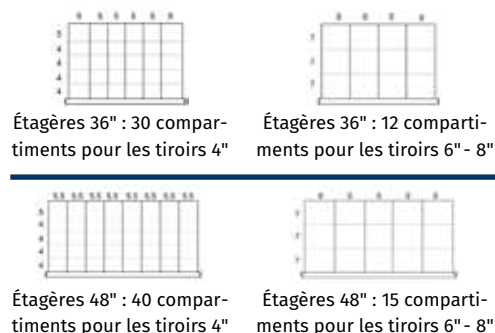 Étagères 36" : 30 compar-
timents pour les tiroirs 4"
Étagères 36" : 12 comparti-
ments pour les tiroirs 6"- 8"
Étagères 48" : 40 compar-
timents pour les tiroirs 4"
Étagères 48" : 15 comparti-
ments pour les tiroirs 6"- 8"